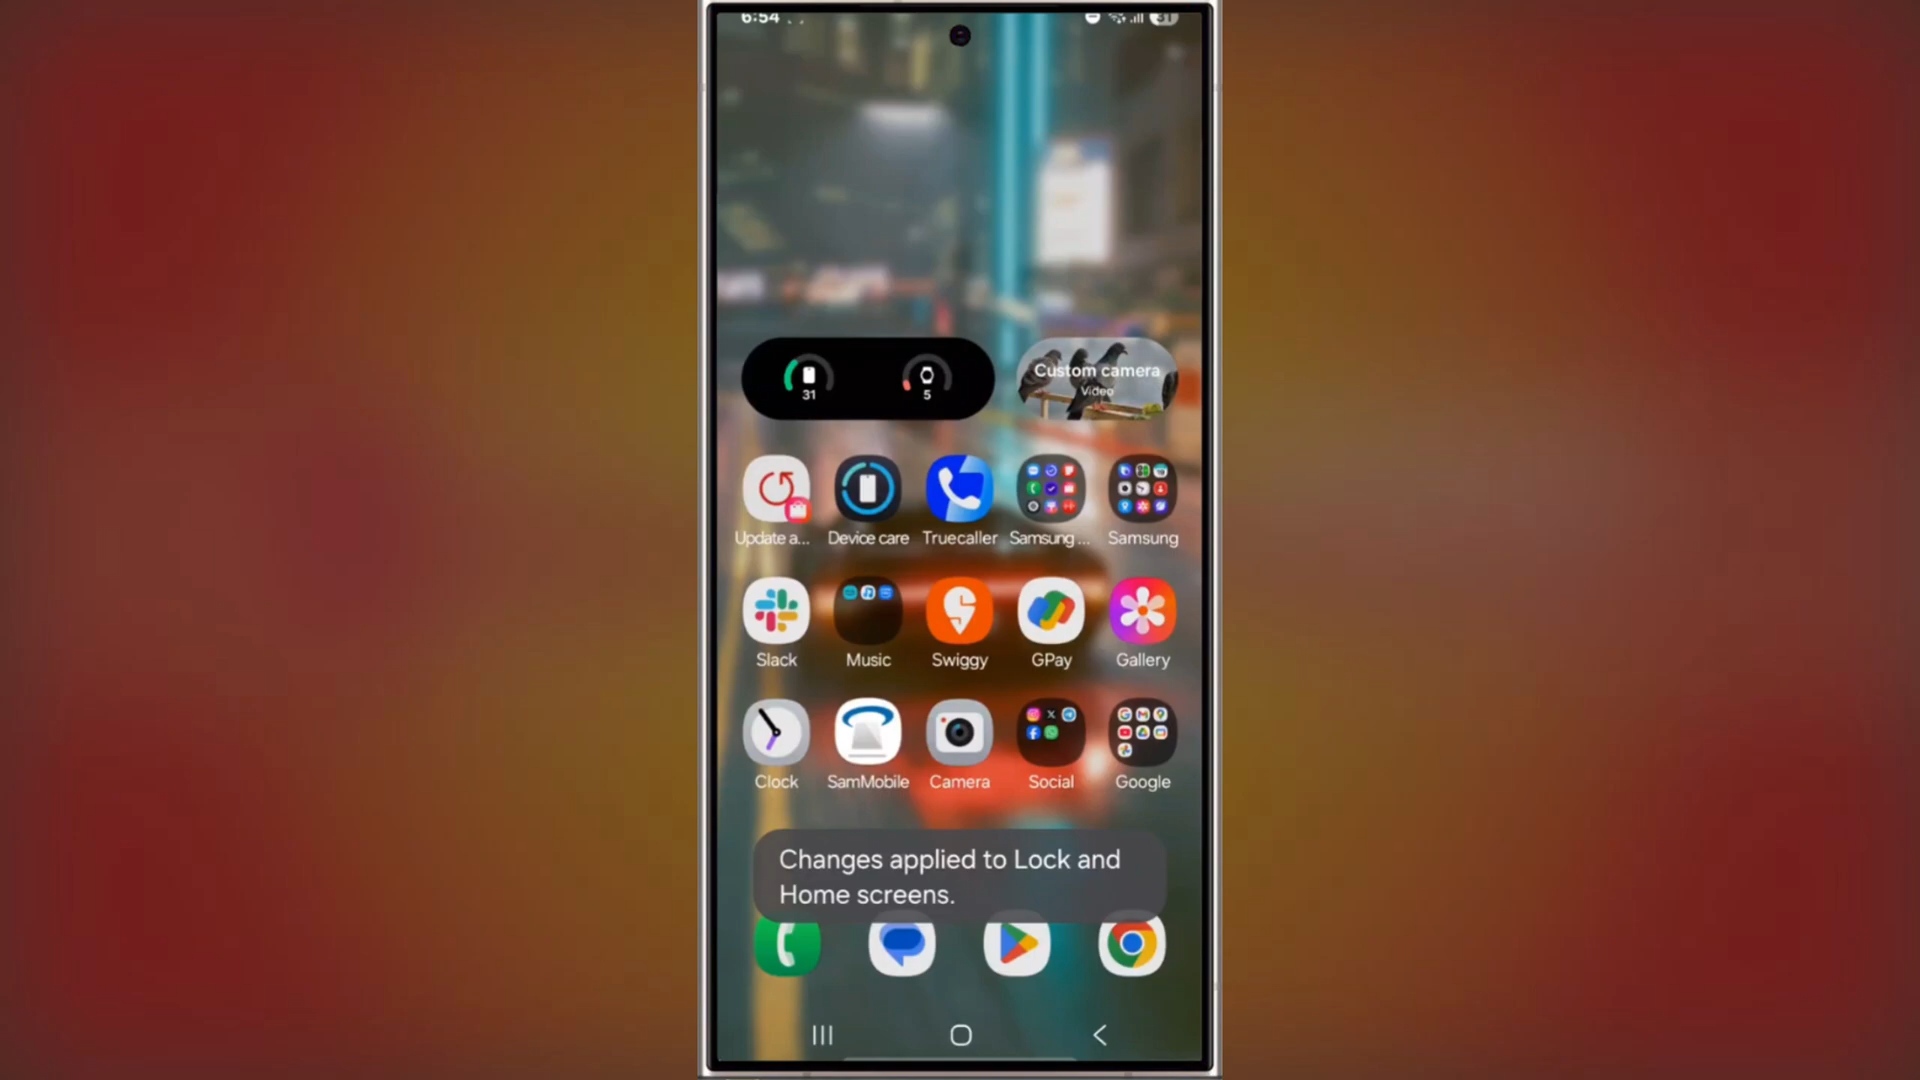 6:54
31
Custom camera
Video
31
5
Update a...
Device care
Truecaller
Samsung ...
Samsung
Slack
Music
Swiggy
GPay
Gallery
Clock
SamMobile
Camera
Social
Google
Changes applied to Lock and
Home screens.